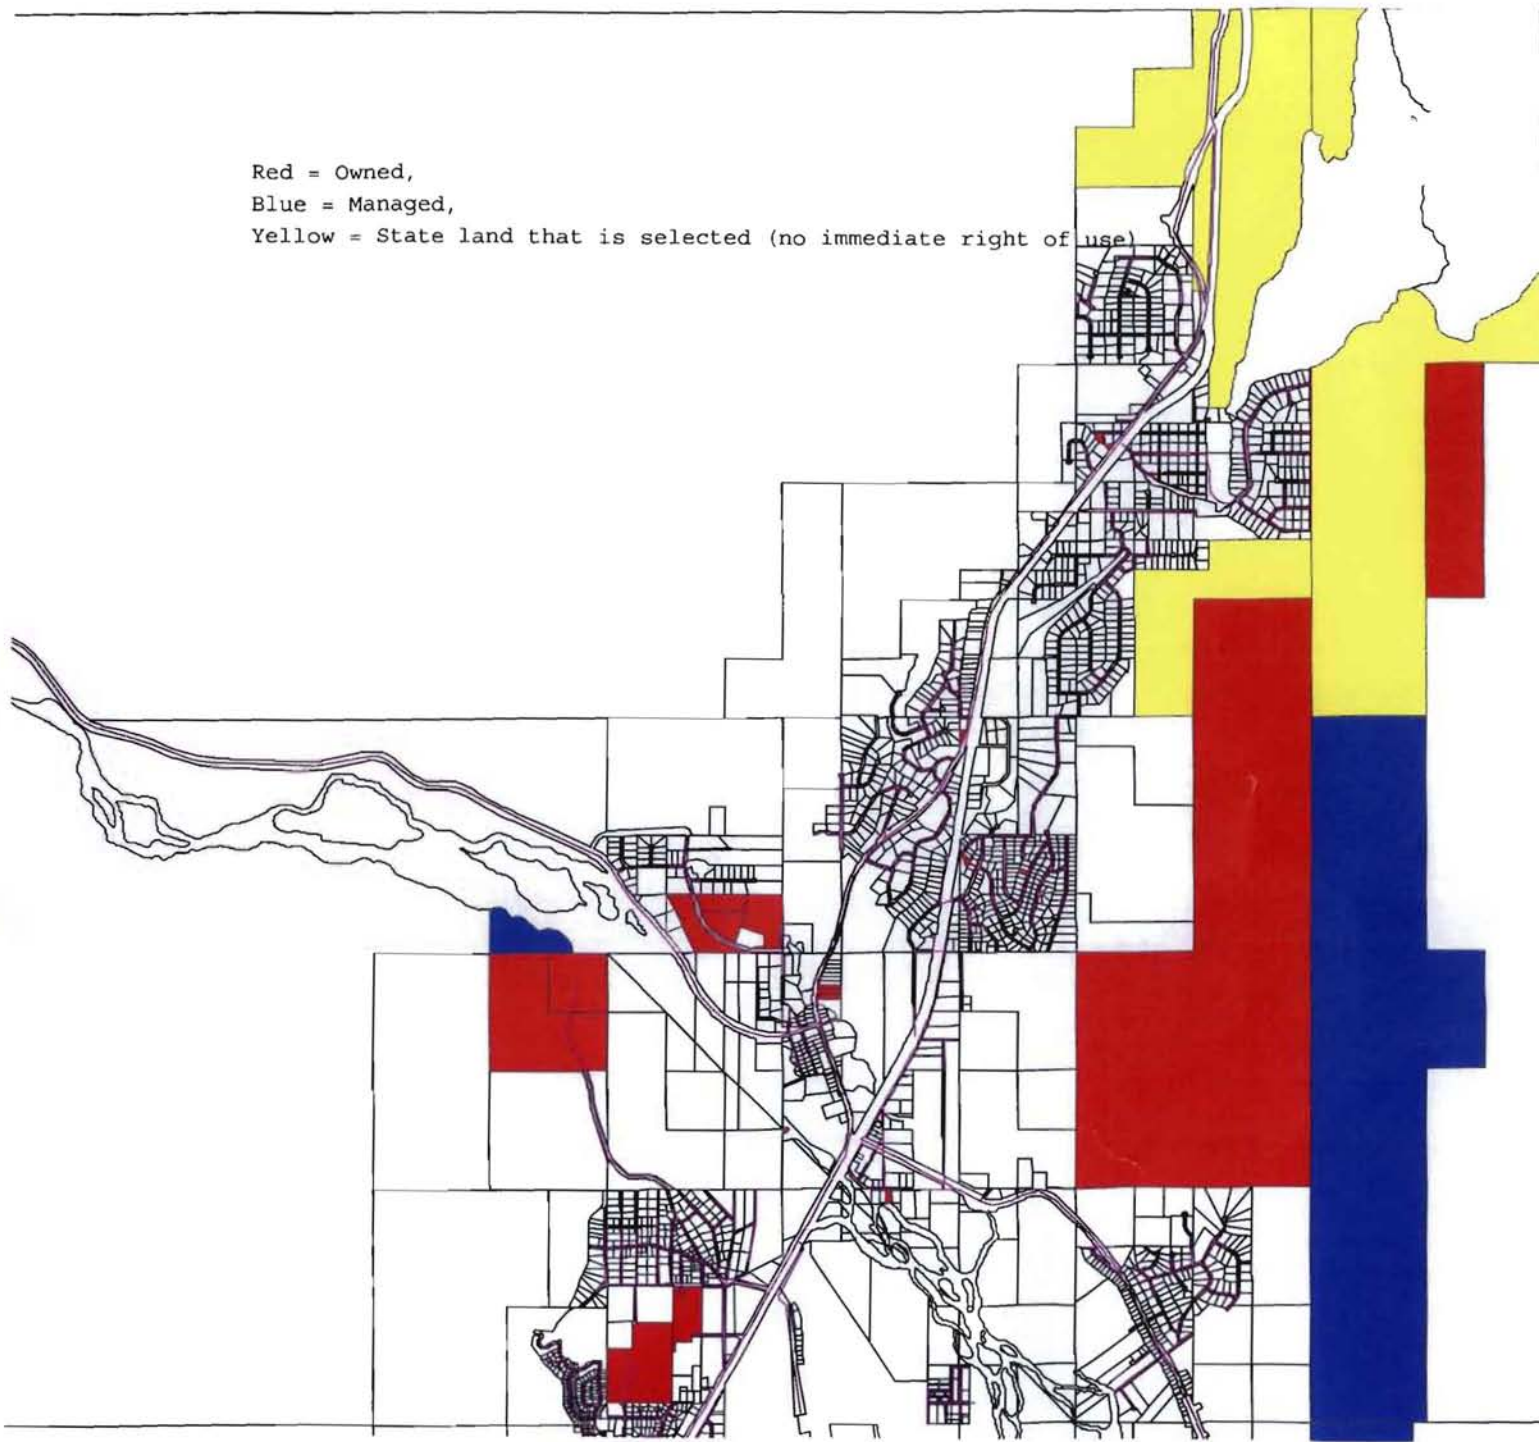 Red = Owned,
Blue = Managed,
Yellow = State land that is selected (no immediate right of use)